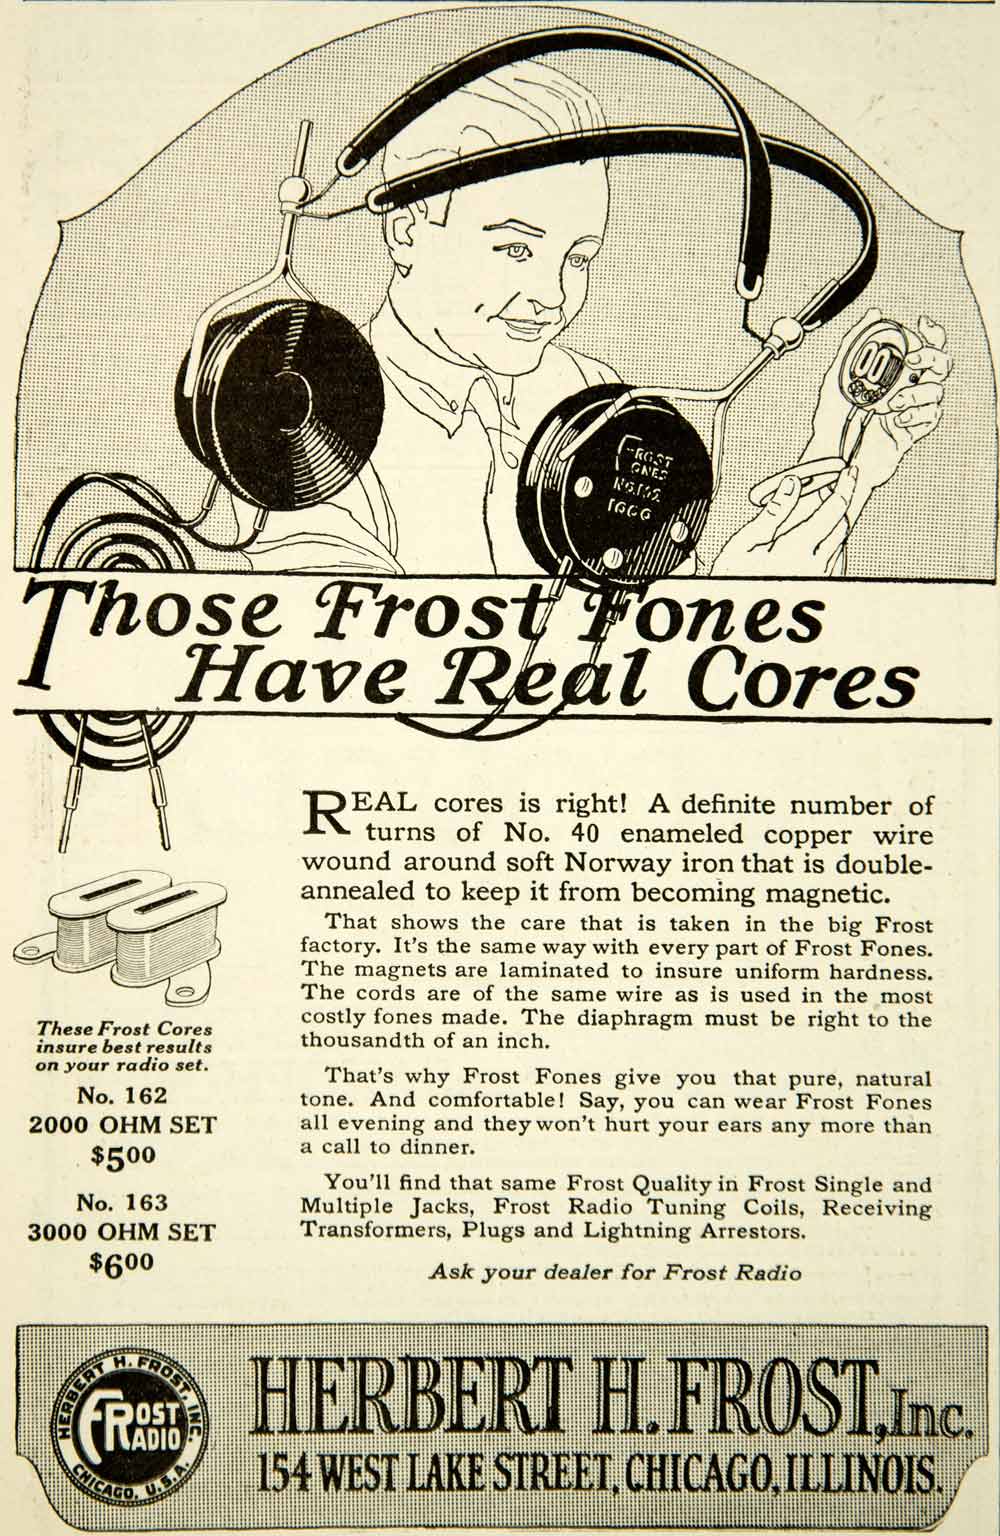 FROST
FONES
No. 162
Those Frost Fones
Have Real Cores
REAL cores is right! A definite number of
turns of No. 40 enameled copper wire
wound around soft Norway iron that is double-
annealed to keep it from becoming magnetic.
That shows the care that is taken in the big Frost
factory. It's the same way with every part of Frost Fones.
The magnets are laminated to insure uniform hardness.
The cords are of the same wire as is used in the most
costly fones made. The diaphragm must be right to the
thousandth of an inch.
That's why Frost Fones give you that pure, natural
tone. And comfortable! Say, you can wear Frost Fones
all evening and they won't hurt your ears any more than
a call to dinner.
You'll find that same Frost Quality in Frost Single and
Multiple Jacks, Frost Radio Tuning Coils, Receiving
Transformers, Plugs and Lightning Arrestors.
Ask your dealer for Frost Radio
These Frost Cores
insure best results
on your radio set.
No. 162
2000 OHM SET
$500
No. 163
3000 OHM SET
$600
HERBERT H. FROST, INC.
FROST
RADIO
CHICAGO, U.S.A.
HERBERT H. FROST, Inc.
154 WEST LAKE STREET, CHICAGO, ILLINOIS.